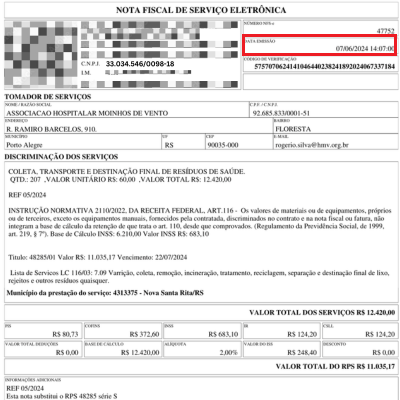 NOTA FISCAL DE SERVIÇO ELETRÔNICA
NÚMERO NFS-e
47752
DATA EMISSÃO
07/06/2024 14:07:00
C.N.P.J. 33.034.546/0098-18
I.M.
CÓDIGO DE VERIFICAÇÃO
57570706241410464402382418920240673371​84
TOMADOR DE SERVIÇOS
NOME / RAZÃO SOCIAL C.P.F. / C.N.P.J.
ASSOCIACAO HOSPITALAR MOINHOS DE VENTO 92.685.833/0001-51
ENDEREÇO BAIRRO
R. RAMIRO BARCELOS, 910. FLORESTA
MUNICÍPIO UF CEP E-MAIL
Porto Alegre RS 90035-000 rogerio.silva@hmv.org.br
DISCRIMINAÇÃO DOS SERVIÇOS
COLETA, TRANSPORTE E DESTINAÇÃO FINAL DE RESÍDUOS DE SAÚDE.
QTD.: 207 ,VALOR UNITÁRIO R$: 60,00 ,VALOR TOTAL R$: 12.420,00
REF 05/2024
INSTRUÇÃO NORMATIVA 2110/2022, DA RECEITA FEDERAL, ART.116 - Os valores de materiais ou de equipamentos, próprios
ou de terceiros, exceto os equipamentos manuais, fornecidos pela contratada, discriminados no contrato e na nota fiscal ou fatura, não
integram a base de cálculo da retenção de que trata o art. 110, desde que comprovados. (Regulamento da Previdência Social, de 1999,
art. 219, § 7º). Base de Cálculo INSS: 6.210,00 Valor INSS R$: 683,10
Titulo: 48285/01 Valor R$: 11.035,17 Vencimento: 22/07/2024
Lista de Servicos LC 116/03: 7.09 Varrição, coleta, remoção, incineração, tratamento, reciclagem, separação e destinação final de lixo,
rejeitos e outros resíduos quaisquer.
Município da prestação do serviço: 4313375 - Nova Santa Rita/RS
VALOR TOTAL DOS SERVIÇOS R$ 12.420,00
PIS COFINS INSS IR CSLL
R$ 80,73 R$ 372,60 R$ 683,10 R$ 124,20 R$ 124,20
VALOR DEDUÇÕES BASE DE CÁLCULO ALÍQUOTA VALOR DO ISS DESCONTO
R$ 0,00 R$ 12.420,00 2,00% R$ 248,40 R$ 0,00
VALOR TOTAL DO RPS R$ 11.035,17
INFORMAÇÕES ADICIONAIS
REF 05/2024
Esta nota substitui o RPS 48285 série S